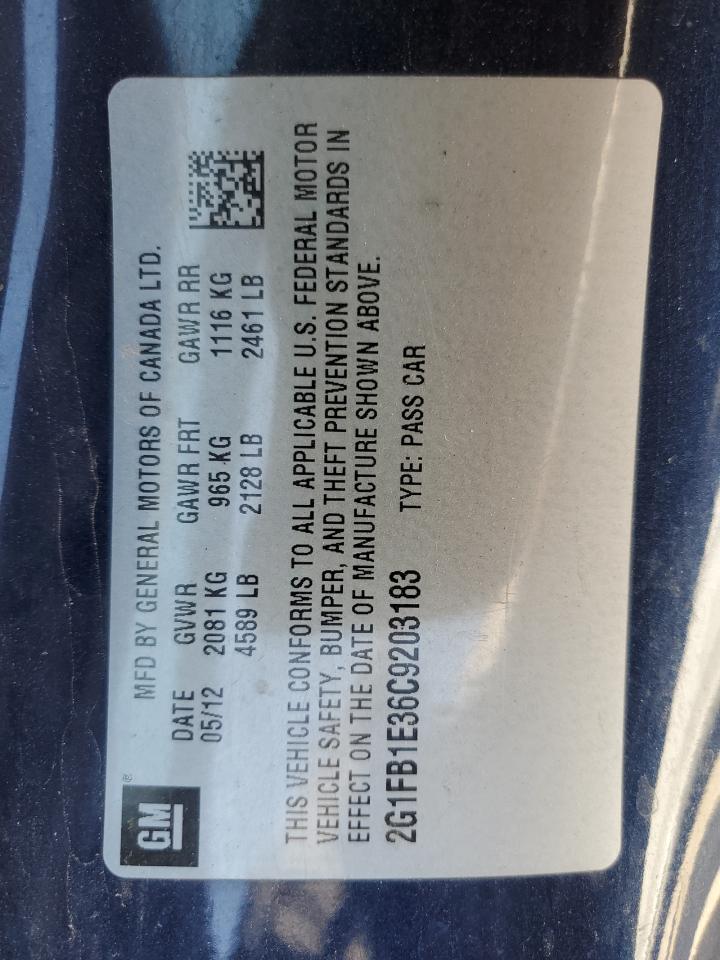 GM ®
MFD BY GENERAL MOTORS OF CANADA LTD.
DATE GVWR GAWR FRT GAWR RR
05/12 2081 KG 965 KG 1116 KG
4589 LB 2128 LB 2461 LB
THIS VEHICLE CONFORMS TO ALL APPLICABLE U.S. FEDERAL MOTOR
VEHICLE SAFETY, BUMPER, AND THEFT PREVENTION STANDARDS IN
EFFECT ON THE DATE OF MANUFACTURE SHOWN ABOVE.
2G1FB1E36C9203183 TYPE: PASS CAR